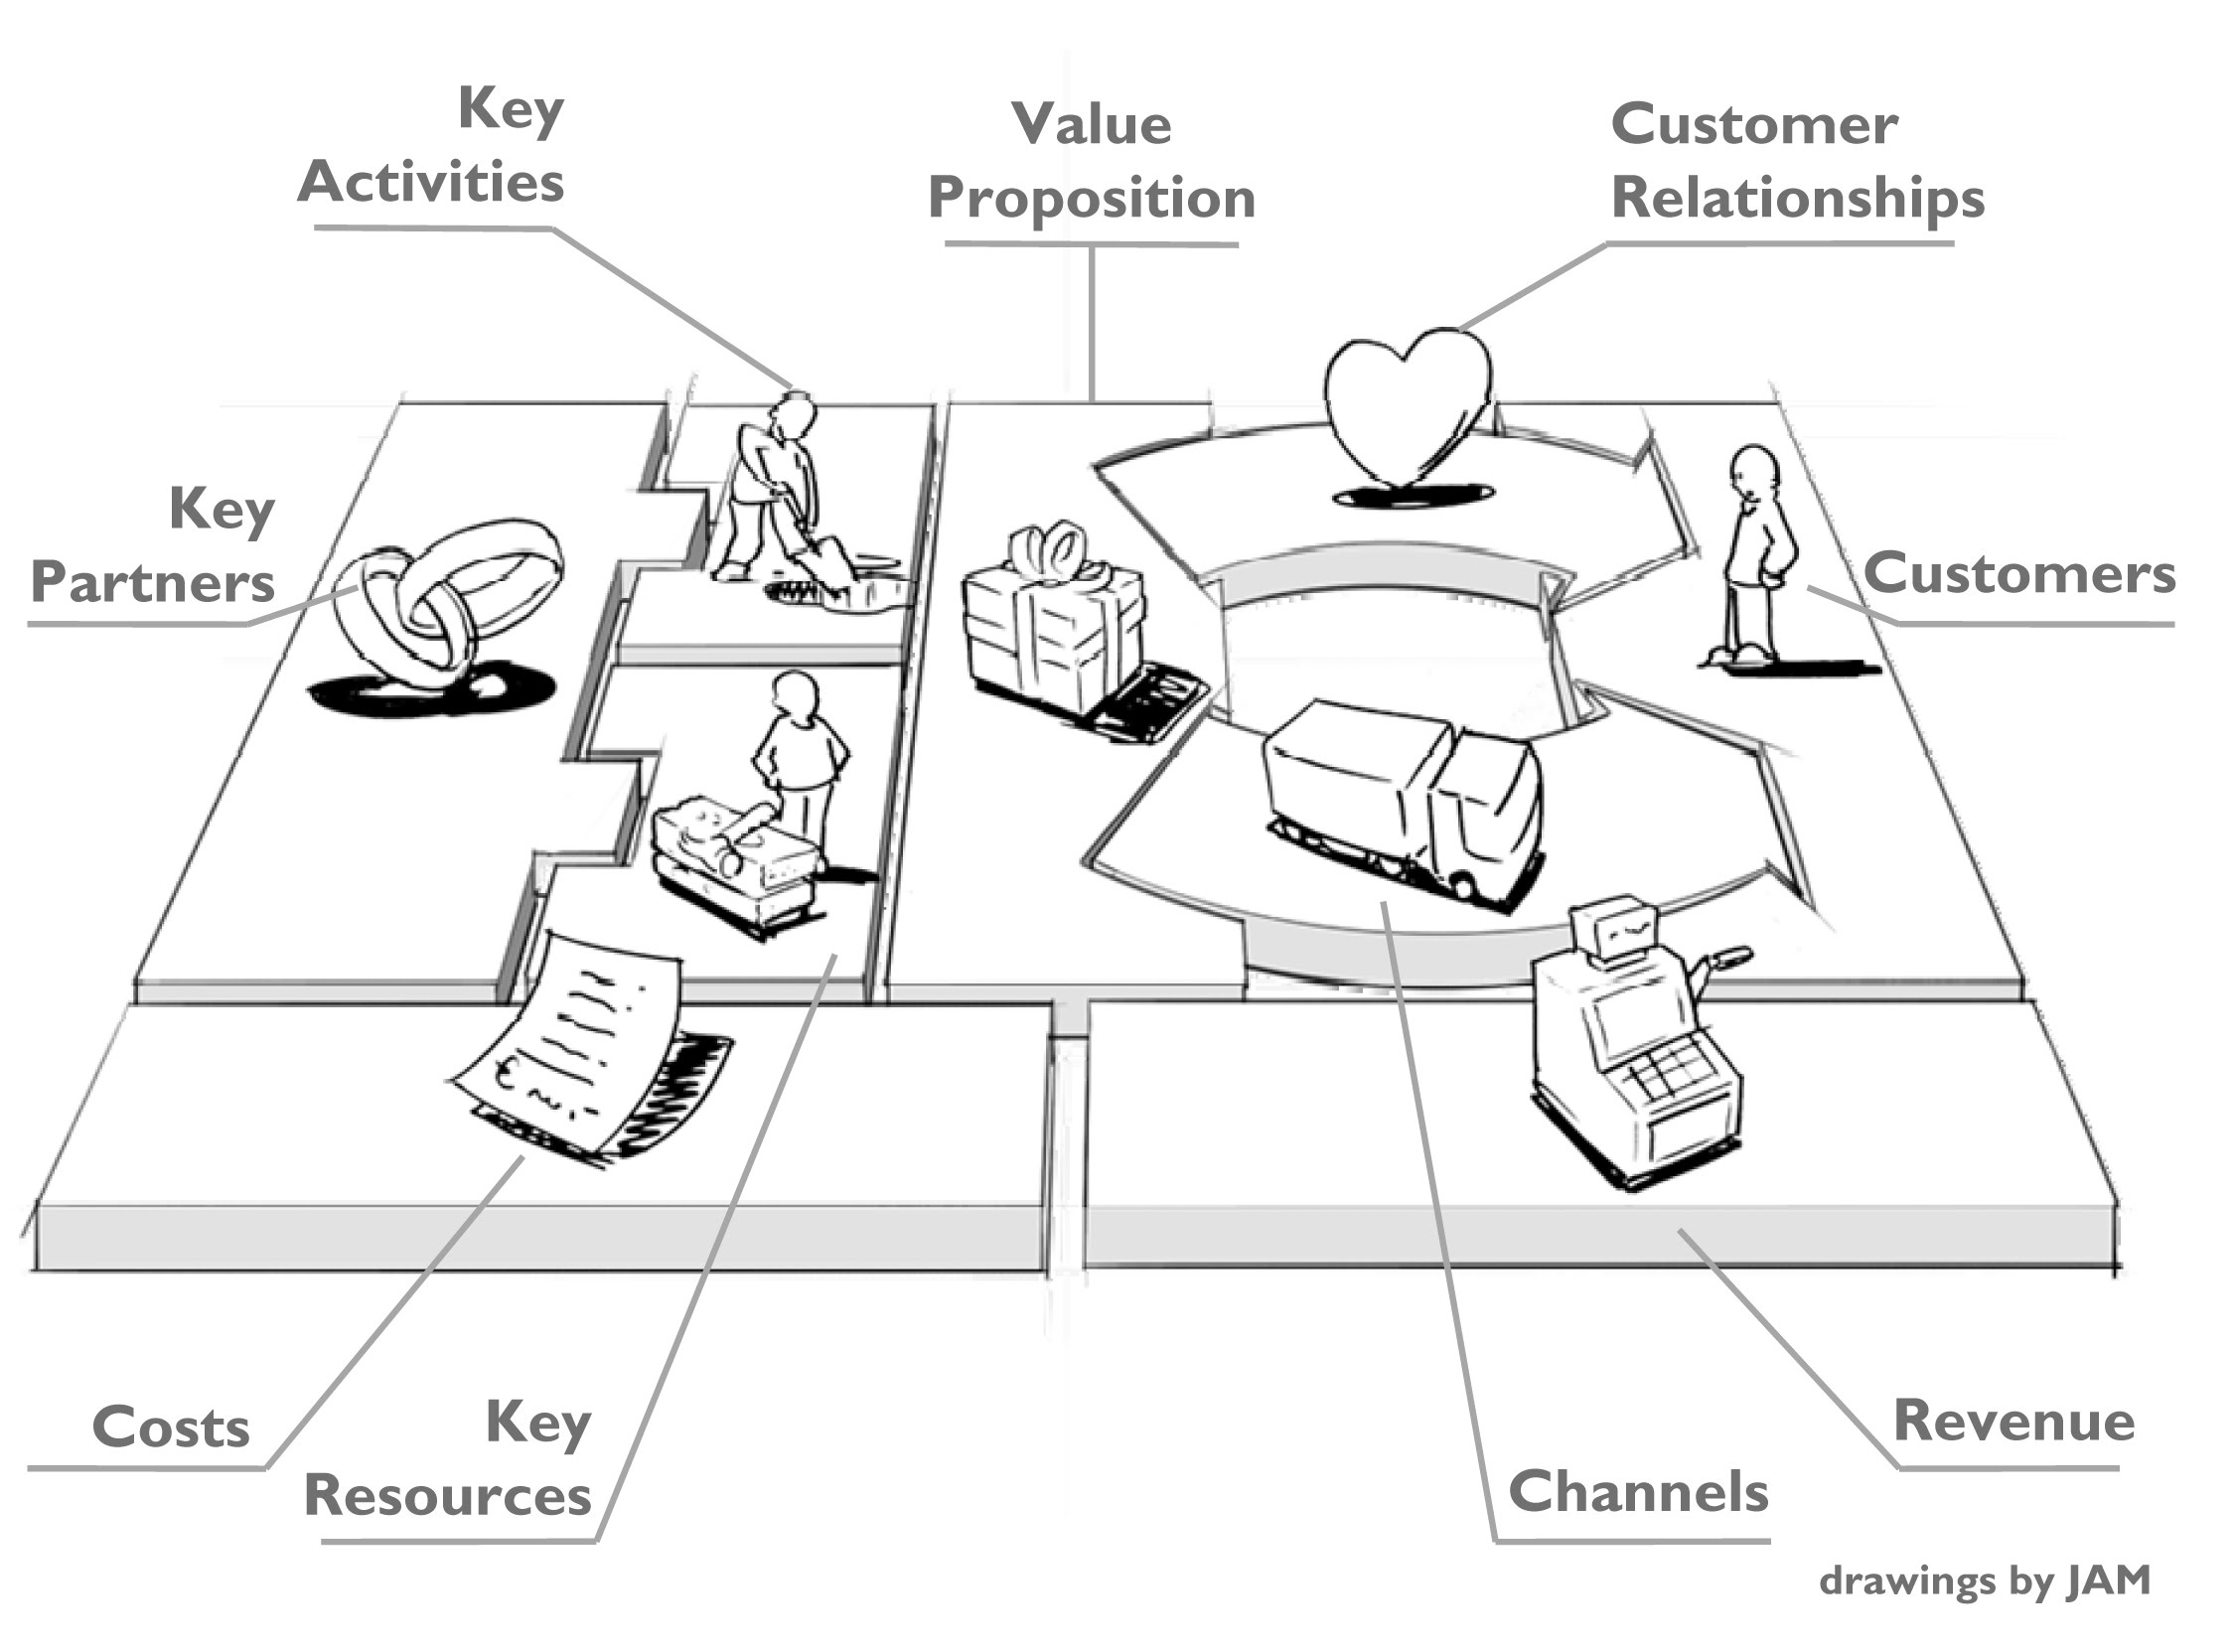 Key
Activities
Value
Proposition
Customer
Relationships
Key
Partners
Customers
Costs
Key
Resources
Channels
Revenue
drawings by JAM